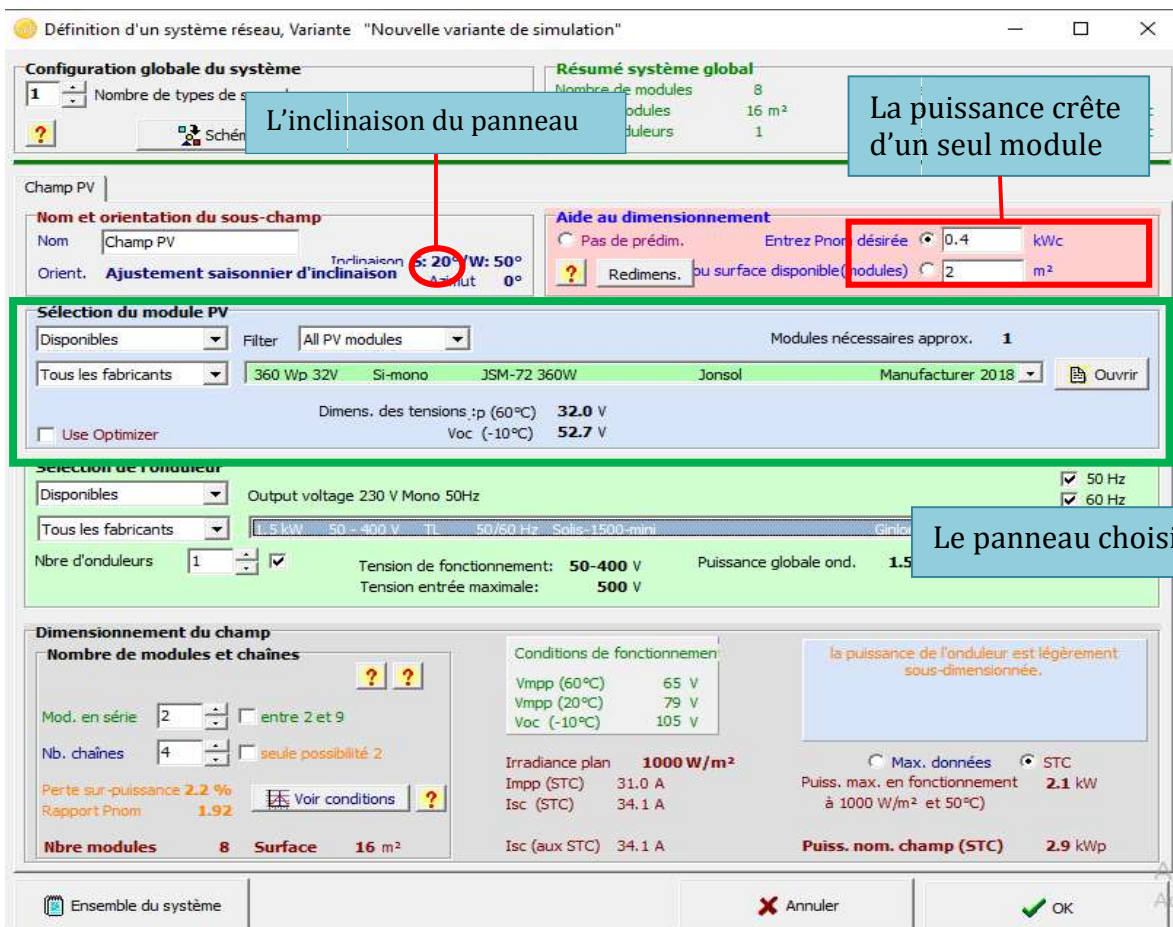 Définition d'un système réseau, Variante "Nouvelle variante de simulation"
Configuration globale du système
1 Nombre de types de
? Schém
L'inclinaison du panneau
Résumé système global
Nombre de modules 8
odules 16 m²
duleurs 1
La puissance crête
d'un seul module
Champ PV
Nom et orientation du sous-champ
Nom Champ PV
Orient. Ajustement saisonnier d'inclinaison
Inclinaison S: 20°/W: 50°
Azimut 0°
Aide au dimensionnement
Pas de prédim. Entrez Pnom désirée 0.4 kWc
? Redimens. ou surface disponible(modules) 2 m²
Sélection du module PV
Disponibles Filter All PV modules Modules nécessaires approx. 1
Tous les fabricants 360 Wp 32V Si-mono JSM-72 360W Jonsol Manufacturer 2018 Ouvrir
Dimens. des tensions :p (60°C) 32.0 V
Use Optimizer Voc (-10°C) 52.7 V
Sélection de l'onduleur
50 Hz
Disponibles Output voltage 230 V Mono 50Hz
60 Hz
Tous les fabricants 1.5 kW 50 - 400 V TL 50/60 Hz Solis-1500-mini Ginlon
Le panneau choisi
Nbre d'onduleurs 1 Tension de fonctionnement: 50-400 V Puissance globale ond. 1.5
Tension entrée maximale: 500 V
Dimensionnement du champ
Nombre de modules et chaînes
? ?
Mod. en série 2 entre 2 et 9
Nb. chaînes 4 seule possibilité 2
Perte sur-puissance 2.2 %
Rapport Pnom 1.92
Voir conditions ?
Nbre modules 8 Surface 16 m²
Conditions de fonctionnemen
Vmpp (60°C) 65 V
Vmpp (20°C) 79 V
Voc (-10°C) 105 V
Irradiance plan 1000 W/m²
Impp (STC) 31.0 A
Isc (STC) 34.1 A
Isc (aux STC) 34.1 A
la puissance de l'onduleur est légèrement
sous-dimensionnée.
Max. données STC
Puiss. max. en fonctionnement 2.1 kW
à 1000 W/m² et 50°C)
Puiss. nom. champ (STC) 2.9 kWp
Ensemble du système Annuler OK